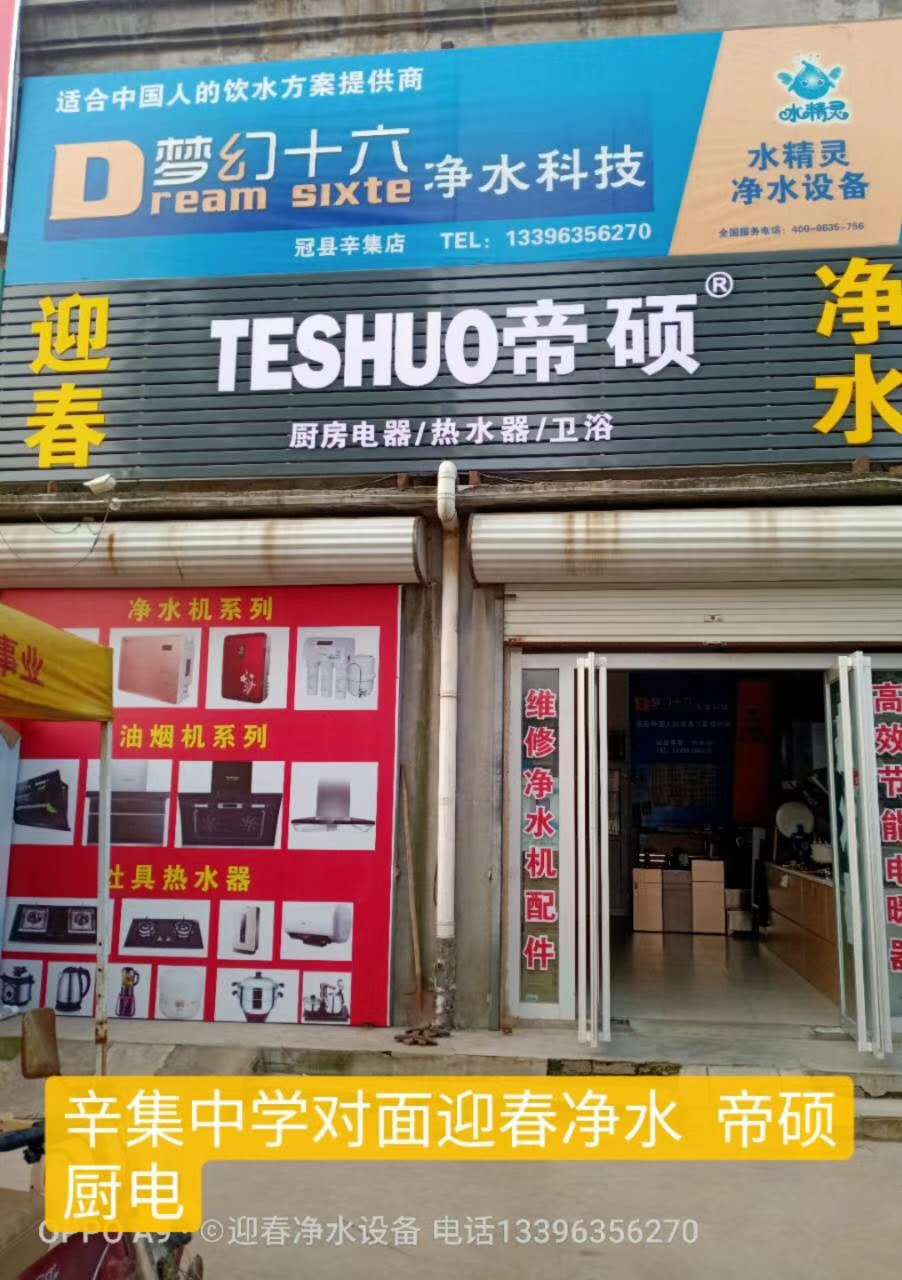 适合中国人的饮水方案提供商
梦幻十六
Dream sixte
净水科技
冠县辛集店 TEL：13396356270
水精灵
水精灵
净水设备
全国服务电话：400-0635-756
迎春
TESHUO帝硕®
厨房电器/热水器/卫浴
净水
净水机系列
油烟机系列
灶具热水器
事业
维修净水机配件
高效节能电暖器
辛集中学对面迎春净水 帝硕
厨电
OPPO A9 ©迎春净水设备 电话13396356270